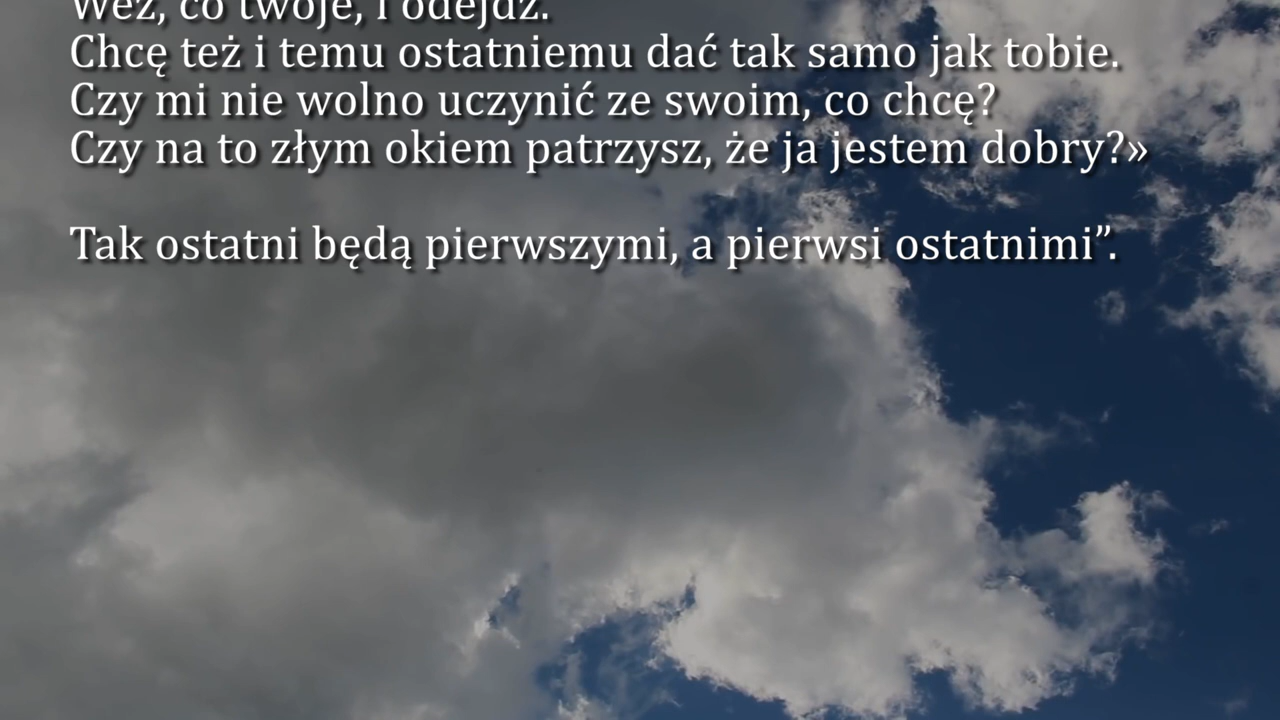 Weź, co twoje, i odejdź.
Chcę też i temu ostatniemu dać tak samo jak tobie.
Czy mi nie wolno uczynić ze swoim, co chcę?
Czy na to złym okiem patrzysz, że ja jestem dobry?»
Tak ostatni będą pierwszymi, a pierwsi ostatnimi”.